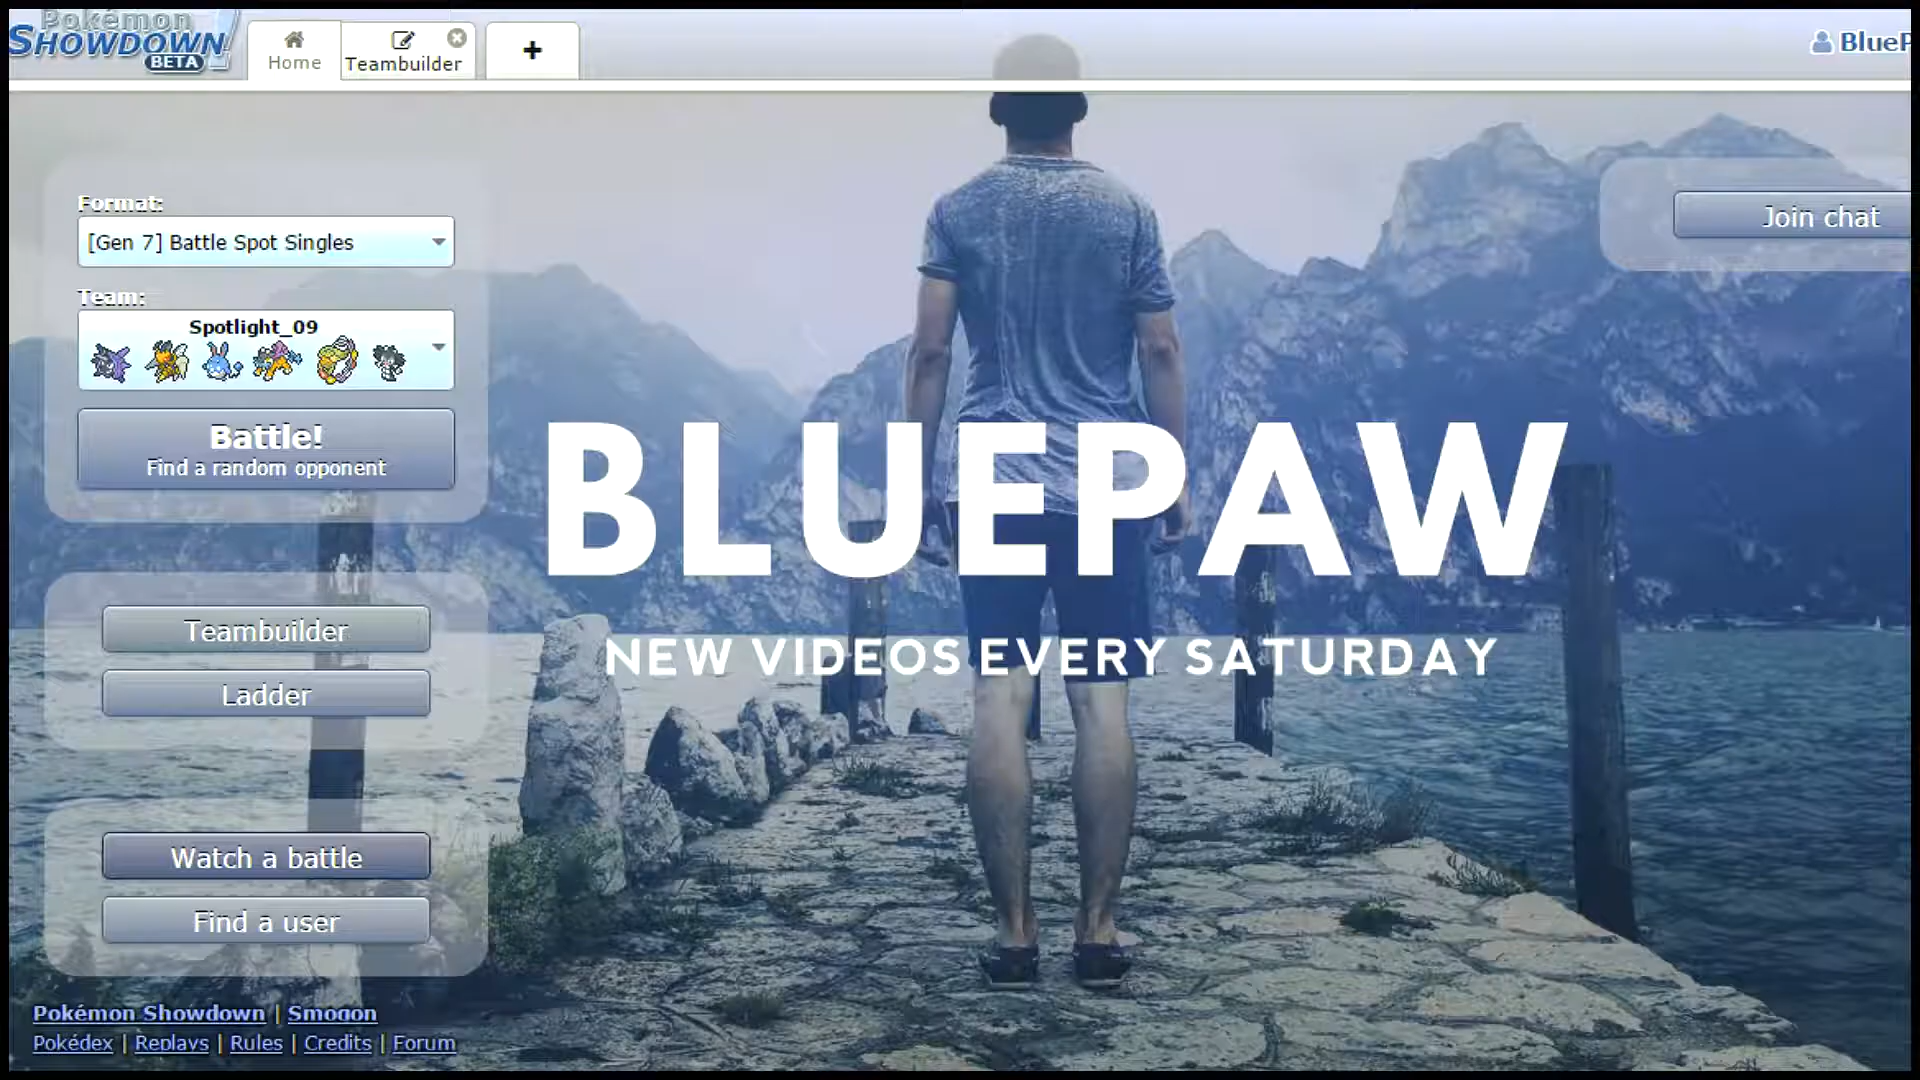 Pokémon
SHOWDOWN
BETA
Home
Teambuilder
+
BlueP
Format:
[Gen 7] Battle Spot Singles
Team:
Spotlight_09
Battle!
Find a random opponent
Join chat
BLUEPAW
NEW VIDEOS EVERY SATURDAY
Teambuilder
Ladder
Watch a battle
Find a user
Pokémon Showdown | Smogon
Pokédex | Replays | Rules | Credits | Forum